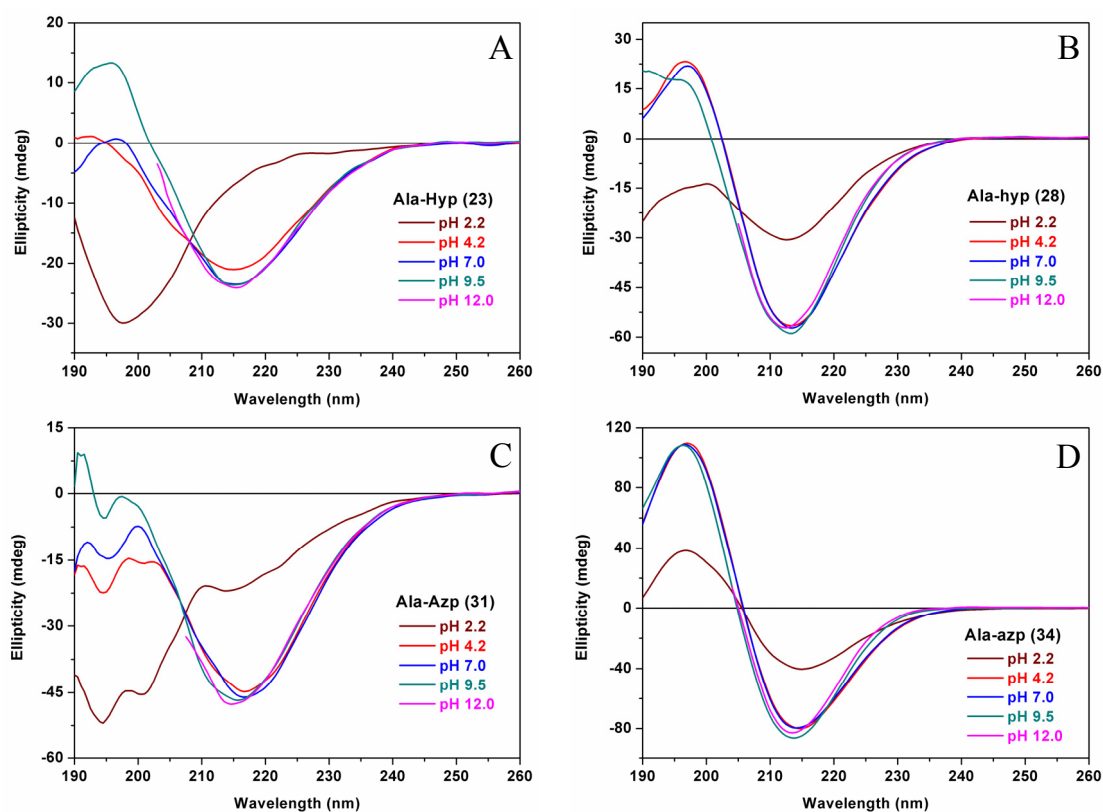 A
Ellipticity (mdeg)
20
10
0
-10
-20
-30
Ala-Hyp (23)
pH 2.2
pH 4.2
pH 7.0
pH 9.5
pH 12.0
190 200 210 220 230 240 250 260
Wavelength (nm)
B
Ellipticity (mdeg)
30
15
0
-15
-30
-45
-60
Ala-hyp (28)
pH 2.2
pH 4.2
pH 7.0
pH 9.5
pH 12.0
190 200 210 220 230 240 250 260
Wavelength (nm)
C
Ellipticity (mdeg)
15
0
-15
-30
-45
-60
Ala-Azp (31)
pH 2.2
pH 4.2
pH 7.0
pH 9.5
pH 12.0
190 200 210 220 230 240 250 260
Wavelength (nm)
D
Ellipticity (mdeg)
120
80
40
0
-40
-80
Ala-azp (34)
pH 2.2
pH 4.2
pH 7.0
pH 9.5
pH 12.0
190 200 210 220 230 240 250 260
Wavelength (nm)